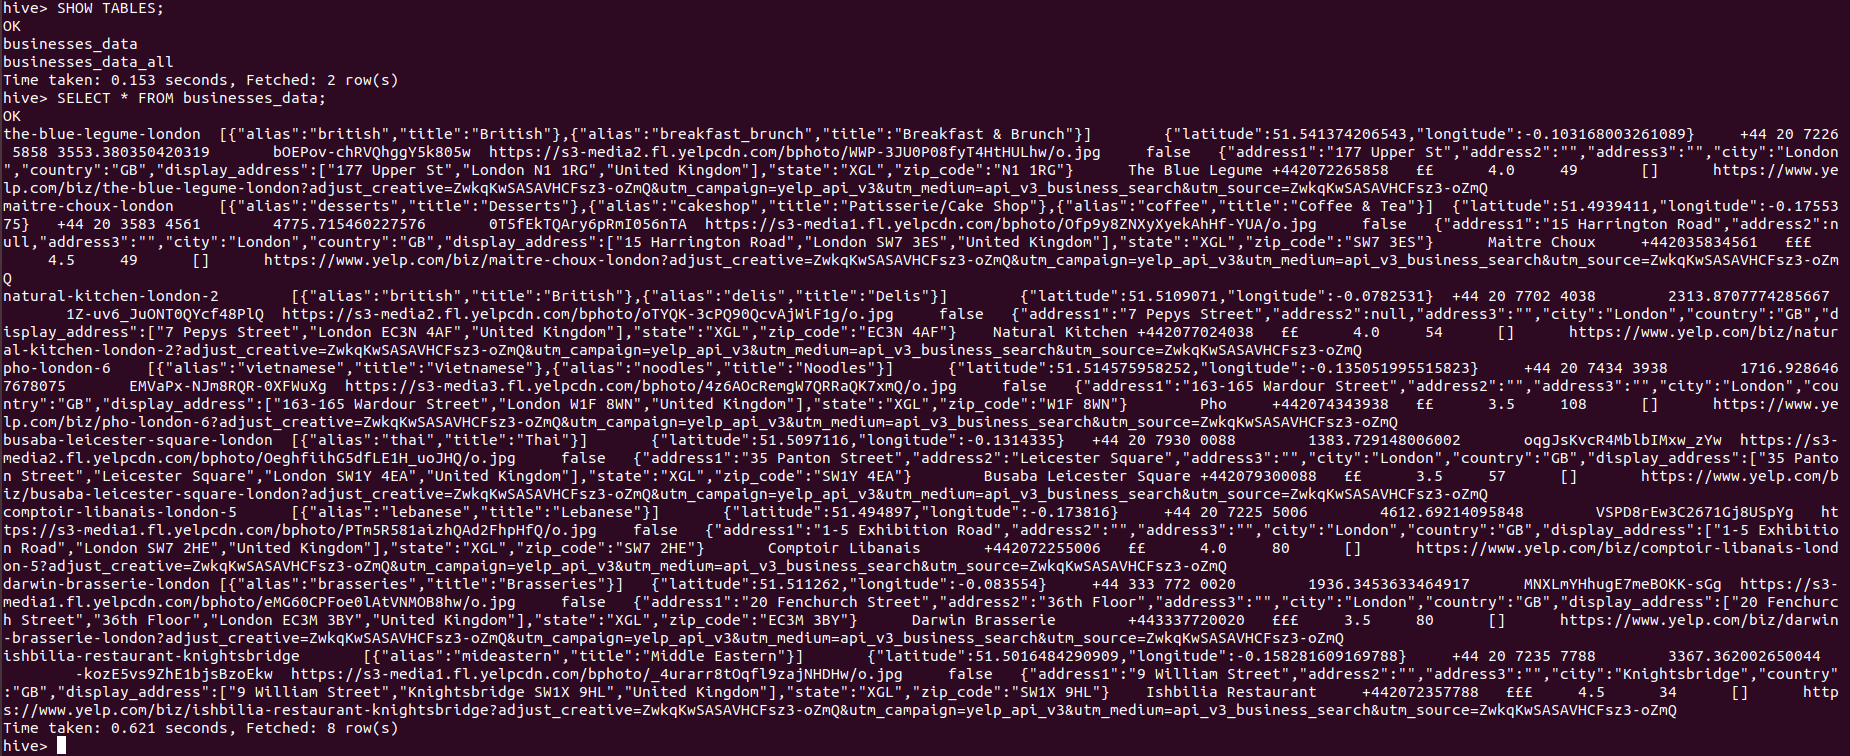 hive> SHOW TABLES;
OK
businesses_data
businesses_data_all
Time taken: 0.153 seconds, Fetched: 2 row(s)
hive> SELECT * FROM businesses_data;
OK
the-blue-legume-london  [{"alias":"british","title":"British"},{"alias":"breakfast_brunch","title":"Breakfast & Brunch"}]        {"latitude":51.541374206543,"longitude":-0.103168003261089}     +44 20 7226
 5858 3553.380350420319       bOEPov-chRVQhggY5k805w  https://s3-media2.fl.yelpcdn.com/bphoto/WWP-3JU0P08fyT4HtHULhw/o.jpg     false   {"address1":"177 Upper St","address2":"","address3":"","city":"London
","country":"GB","display_address":["177 Upper St","London N1 1RG","United Kingdom"],"state":"XGL","zip_code":"N1 1RG"}      The Blue Legume +442072265858   ££      4.0     49       []      https://www.ye
lp.com/biz/the-blue-legume-london?adjust_creative=ZwkqKwSASAVHCFsz3-oZmQ&utm_campaign=yelp_api_v3&utm_medium=api_v3_business_search&utm_source=ZwkqKwSASAVHCFsz3-oZmQ
maitre-choux-london     [{"alias":"desserts","title":"Desserts"},{"alias":"cakeshop","title":"Patisserie/Cake Shop"},{"alias":"coffee","title":"Coffee & Tea"}]  {"latitude":51.4939411,"longitude":-0.17553
75}   +44 20 3583 4561        4775.715460227576       0T5fEkTQAry6pRmI056nTA  https://s3-media1.fl.yelpcdn.com/bphoto/Ofp9y8ZNXyXyekAhHf-YUA/o.jpg     false   {"address1":"15 Harrington Road","address2":n
ull,"address3":"","city":"London","country":"GB","display_address":["15 Harrington Road","London SW7 3ES","United Kingdom"],"state":"XGL","zip_code":"SW7 3ES"}      Maitre Choux     +442035834561   £££
     4.5     49      []      https://www.yelp.com/biz/maitre-choux-london?adjust_creative=ZwkqKwSASAVHCFsz3-oZmQ&utm_campaign=yelp_api_v3&utm_medium=api_v3_business_search&utm_source=ZwkqKwSASAVHCFsz3-oZm
Q
natural-kitchen-london-2        [{"alias":"british","title":"British"},{"alias":"delis","title":"Delis"}]        {"latitude":51.5109071,"longitude":-0.0782531}  +44 20 7702 4038        2313.8707774285667
       1Z-uv6_JuONT0QYcf48PlQ  https://s3-media2.fl.yelpcdn.com/bphoto/oTYQK-3cPQ90QcvAjWiF1g/o.jpg     false   {"address1":"7 Pepys Street","address2":null,"address3":"","city":"London","country":"GB","d
isplay_address":["7 Pepys Street","London EC3N 4AF","United Kingdom"],"state":"XGL","zip_code":"EC3N 4AF"}    Natural Kitchen +442077024038   ££      4.0     54      []      https://www.yelp.com/biz/natur
al-kitchen-london-2?adjust_creative=ZwkqKwSASAVHCFsz3-oZmQ&utm_campaign=yelp_api_v3&utm_medium=api_v3_business_search&utm_source=ZwkqKwSASAVHCFsz3-oZmQ
pho-london-6    [{"alias":"vietnamese","title":"Vietnamese"},{"alias":"noodles","title":"Noodles"}]      {"latitude":51.514575958252,"longitude":-0.135051995515823}     +44 20 7434 3938        1716.928646
7678075       EMVaPx-NJm8RQR-0XFWuXg  https://s3-media3.fl.yelpcdn.com/bphoto/4z6AOcRemgW7QRRaQK7xmQ/o.jpg     false   {"address1":"163-165 Wardour Street","address2":"","address3":"","city":"London","cou
ntry":"GB","display_address":["163-165 Wardour Street","London W1F 8WN","United Kingdom"],"state":"XGL","zip_code":"W1F 8WN"}        Pho     +442074343938   ££      3.5     108      []      https://www.ye
lp.com/biz/pho-london-6?adjust_creative=ZwkqKwSASAVHCFsz3-oZmQ&utm_campaign=yelp_api_v3&utm_medium=api_v3_business_search&utm_source=ZwkqKwSASAVHCFsz3-oZmQ
busaba-leicester-square-london  [{"alias":"thai","title":"Thai"}]       {"latitude":51.5097116,"longitude":-0.1314335}   +44 20 7930 0088        1383.729148006002       oqgJsKvcR4MblbIMxw_zYw  https://s3-
media2.fl.yelpcdn.com/bphoto/OeghfiihG5dfLE1H_uoJHQ/o.jpg     false   {"address1":"35 Panton Street","address2":"Leicester Square","address3":"","city":"London","country":"GB","display_address":["35 Panto
n Street","Leicester Square","London SW1Y 4EA","United Kingdom"],"state":"XGL","zip_code":"SW1Y 4EA"}        Busaba Leicester Square +442079300088   ££      3.5     57      []       https://www.yelp.com/b
iz/busaba-leicester-square-london?adjust_creative=ZwkqKwSASAVHCFsz3-oZmQ&utm_campaign=yelp_api_v3&utm_medium=api_v3_business_search&utm_source=ZwkqKwSASAVHCFsz3-oZmQ
comptoir-libanais-london-5      [{"alias":"lebanese","title":"Lebanese"}]       {"latitude":51.494897,"longitude":-0.173816}     +44 20 7225 5006        4612.69214095848        VSPD8rEw3C2671Gj8USpYg   ht
tps://s3-media1.fl.yelpcdn.com/bphoto/PTm5R581aizhQAd2FhpHfQ/o.jpg    false   {"address1":"1-5 Exhibition Road","address2":"","address3":"","city":"London","country":"GB","display_address":["1-5 Exhibitio
n Road","London SW7 2HE","United Kingdom"],"state":"XGL","zip_code":"SW7 2HE"}       Comptoir Libanais       +442072255006   ££      4.0     80      []      https://www.yelp.com/biz/comptoir-libanais-lond
on-5?adjust_creative=ZwkqKwSASAVHCFsz3-oZmQ&utm_campaign=yelp_api_v3&utm_medium=api_v3_business_search&utm_source=ZwkqKwSASAVHCFsz3-oZmQ
darwin-brasserie-london [{"alias":"brasseries","title":"Brasseries"}]   {"latitude":51.511262,"longitude":-0.083554}     +44 333 772 0020        1936.3453633464917      MNXLmYHhugE7meBOKK-sGg  https://s3-
media1.fl.yelpcdn.com/bphoto/eMG60CPFoe0lAtVNMOB8hw/o.jpg     false   {"address1":"20 Fenchurch Street","address2":"36th Floor","address3":"","city":"London","country":"GB","display_address":["20 Fenchurc
h Street","36th Floor","London EC3M 3BY","United Kingdom"],"state":"XGL","zip_code":"EC3M 3BY"}      Darwin Brasserie        +443337720020   £££     3.5     80      []      https://www.yelp.com/biz/darwin
-brasserie-london?adjust_creative=ZwkqKwSASAVHCFsz3-oZmQ&utm_campaign=yelp_api_v3&utm_medium=api_v3_business_search&utm_source=ZwkqKwSASAVHCFsz3-oZmQ
ishbilia-restaurant-knightsbridge       [{"alias":"mideastern","title":"Middle Eastern"}]       {"latitude":51.5016484290909,"longitude":-0.158281609169788}     +44 20 7235 7788        3367.362002650044
        -kozE5vs9ZhE1bjsBzoEkw  https://s3-media1.fl.yelpcdn.com/bphoto/_4urarr8tOqfl9zajNHDHw/o.jpg     false   {"address1":"9 William Street","address2":"","address3":"","city":"Knightsbridge","country"
:"GB","display_address":["9 William Street","Knightsbridge SW1X 9HL","United Kingdom"],"state":"XGL","zip_code":"SW1X 9HL"}    Ishbilia Restaurant     +442072357788   £££     4.5      34      []      http
s://www.yelp.com/biz/ishbilia-restaurant-knightsbridge?adjust_creative=ZwkqKwSASAVHCFsz3-oZmQ&utm_campaign=yelp_api_v3&utm_medium=api_v3_business_search&utm_source=ZwkqKwSASAVHCFsz3-oZmQ
Time taken: 0.621 seconds, Fetched: 8 row(s)
hive>